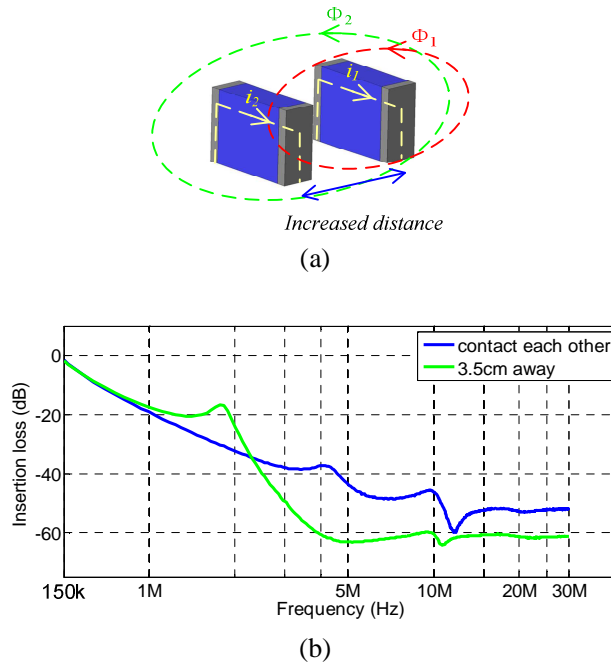 Φ2
Φ1
i1
i2
Increased distance
(a)
contact each other
3.5cm away
0
-20
-40
-60
Insertion loss (dB)
150k 1M 5M 10M 20M 30M
Frequency (Hz)
(b)